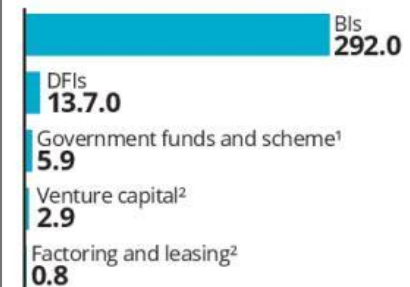 BIs
292.0
DFIs
13.7.0
Government funds and scheme¹
5.9
Venture capital²
2.9
Factoring and leasing²
0.8